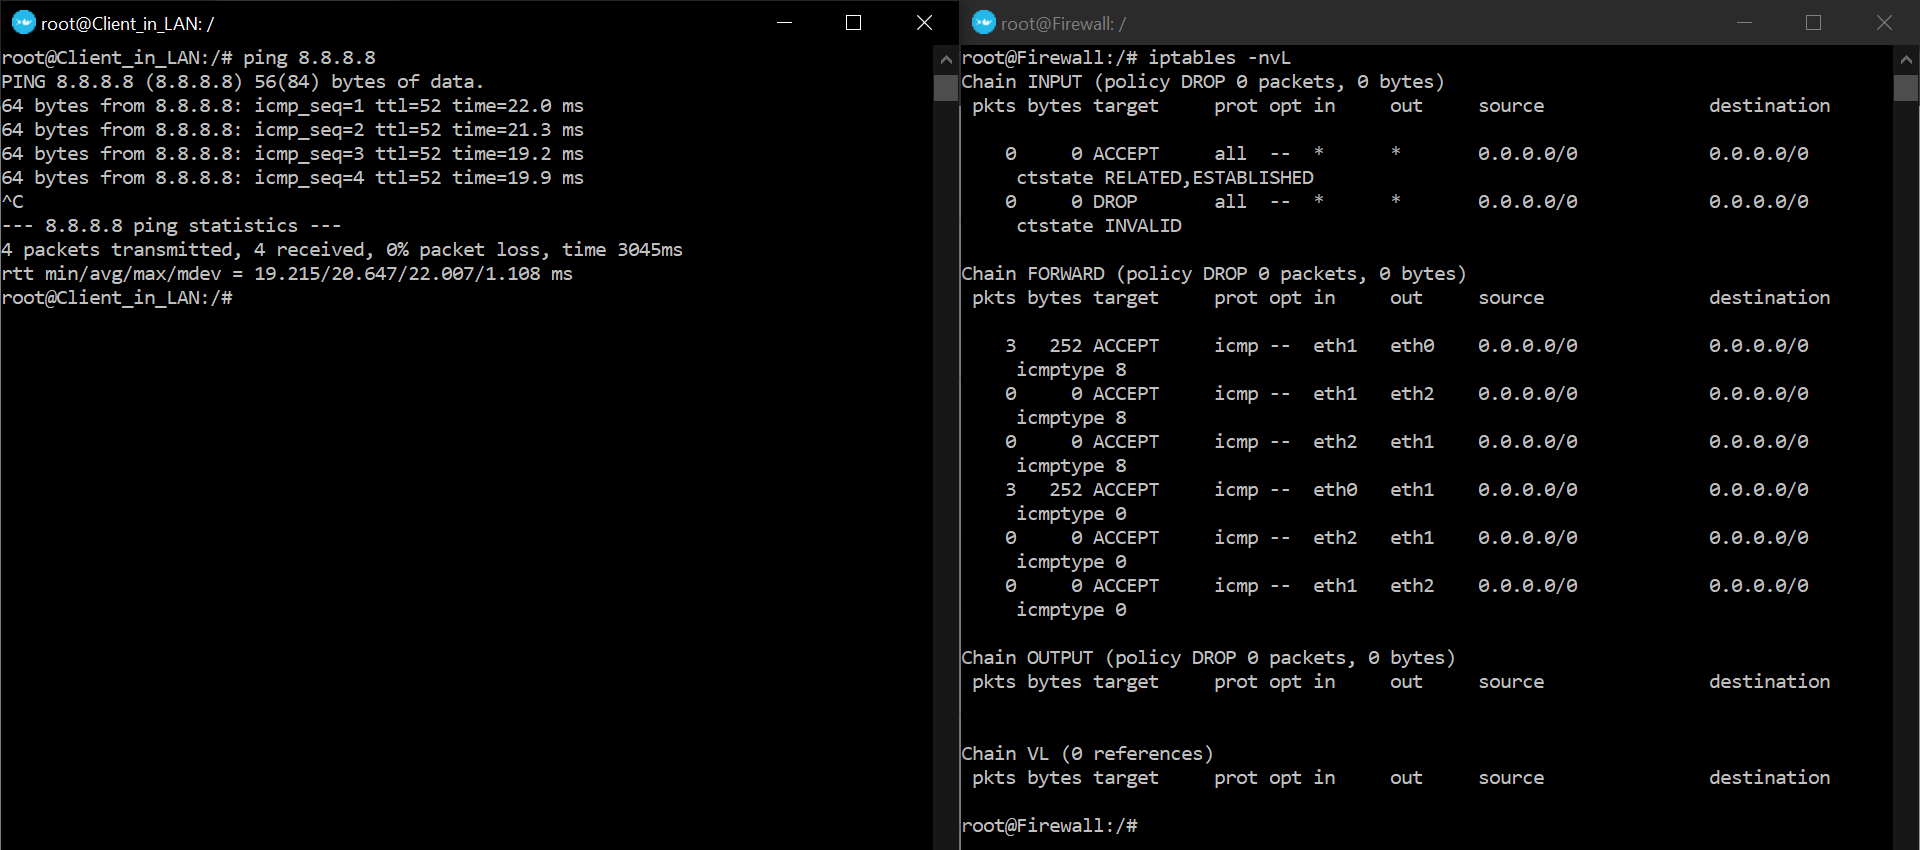 root@Client_in_LAN: /
root@Client_in_LAN:/# ping 8.8.8.8
PING 8.8.8.8 (8.8.8.8) 56(84) bytes of data.
64 bytes from 8.8.8.8: icmp_seq=1 ttl=52 time=22.0 ms
64 bytes from 8.8.8.8: icmp_seq=2 ttl=52 time=21.3 ms
64 bytes from 8.8.8.8: icmp_seq=3 ttl=52 time=19.2 ms
64 bytes from 8.8.8.8: icmp_seq=4 ttl=52 time=19.9 ms
^C
--- 8.8.8.8 ping statistics ---
4 packets transmitted, 4 received, 0% packet loss, time 3045ms
rtt min/avg/max/mdev = 19.215/20.647/22.007/1.108 ms
root@Client_in_LAN:/#
root@Firewall: /
root@Firewall:/# iptables -nvL
Chain INPUT (policy DROP 0 packets, 0 bytes)
 pkts bytes target     prot opt in     out     source               destination
    0     0 ACCEPT     all  --  *      *       0.0.0.0/0            0.0.0.0/0
     ctstate RELATED,ESTABLISHED
    0     0 DROP       all  --  *      *       0.0.0.0/0            0.0.0.0/0
     ctstate INVALID
Chain FORWARD (policy DROP 0 packets, 0 bytes)
 pkts bytes target     prot opt in     out     source               destination
    3   252 ACCEPT     icmp --  eth1   eth0    0.0.0.0/0            0.0.0.0/0
     icmptype 8
    0     0 ACCEPT     icmp --  eth1   eth2    0.0.0.0/0            0.0.0.0/0
     icmptype 8
    0     0 ACCEPT     icmp --  eth2   eth1    0.0.0.0/0            0.0.0.0/0
     icmptype 8
    3   252 ACCEPT     icmp --  eth0   eth1    0.0.0.0/0            0.0.0.0/0
     icmptype 0
    0     0 ACCEPT     icmp --  eth2   eth1    0.0.0.0/0            0.0.0.0/0
     icmptype 0
    0     0 ACCEPT     icmp --  eth1   eth2    0.0.0.0/0            0.0.0.0/0
     icmptype 0
Chain OUTPUT (policy DROP 0 packets, 0 bytes)
 pkts bytes target     prot opt in     out     source               destination
Chain VL (0 references)
 pkts bytes target     prot opt in     out     source               destination
root@Firewall:/#